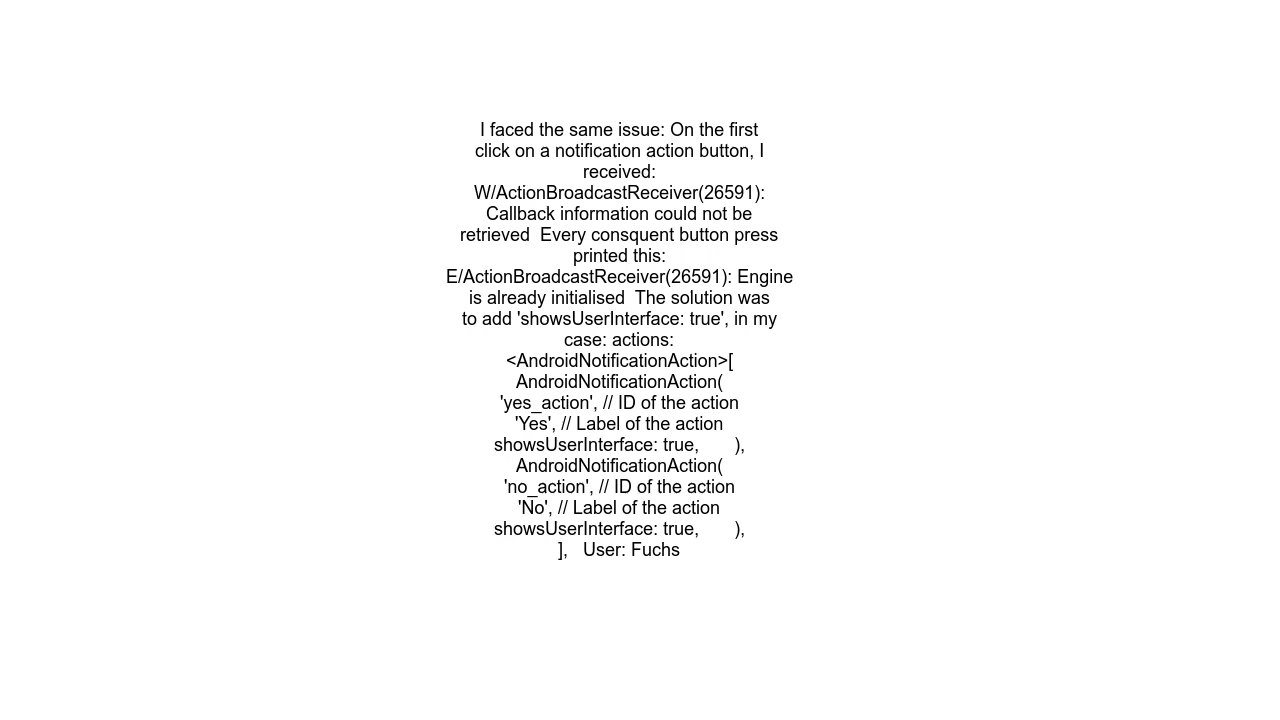 I faced the same issue: On the first
click on a notification action button, I
received:
W/ActionBroadcastReceiver(26591):
Callback information could not be
retrieved  Every consquent button press
printed this:
E/ActionBroadcastReceiver(26591): Engine
is already initialised  The solution was
to add 'showsUserInterface: true', in my
case: actions:
<AndroidNotificationAction>[
AndroidNotificationAction(
'yes_action', // ID of the action
'Yes', // Label of the action
showsUserInterface: true,       ),
AndroidNotificationAction(
'no_action', // ID of the action
'No', // Label of the action
showsUserInterface: true,       ),
],   User: Fuchs